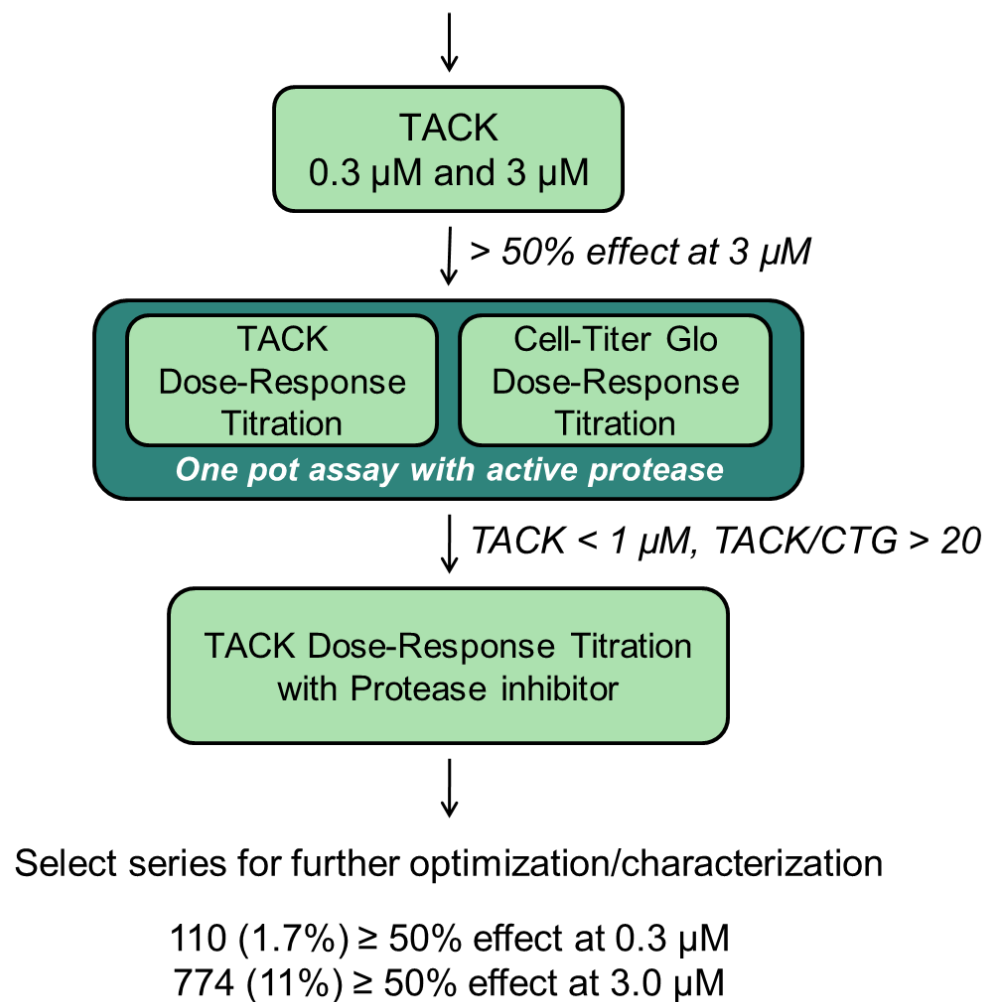 TACK
0.3 µM and 3 µM
> 50% effect at 3 µM
TACK
Dose-Response
Titration
Cell-Titer Glo
Dose-Response
Titration
One pot assay with active protease
TACK < 1 µM, TACK/CTG > 20
TACK Dose-Response Titration
with Protease inhibitor
Select series for further optimization/characterization
110 (1.7%) ≥ 50% effect at 0.3 µM
774 (11%) ≥ 50% effect at 3.0 µM